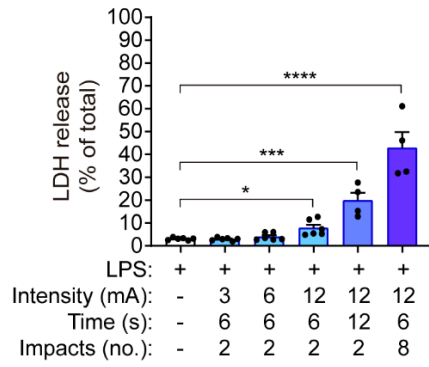 100
90
80
70
60
50
40
30
20
10
0
LDH release
(% of total)
****
***
*
LPS: + + + + + +
Intensity (mA): - 3 6 12 12 12
Time (s): - 6 6 6 12 6
Impacts (no.): - 2 2 2 2 8